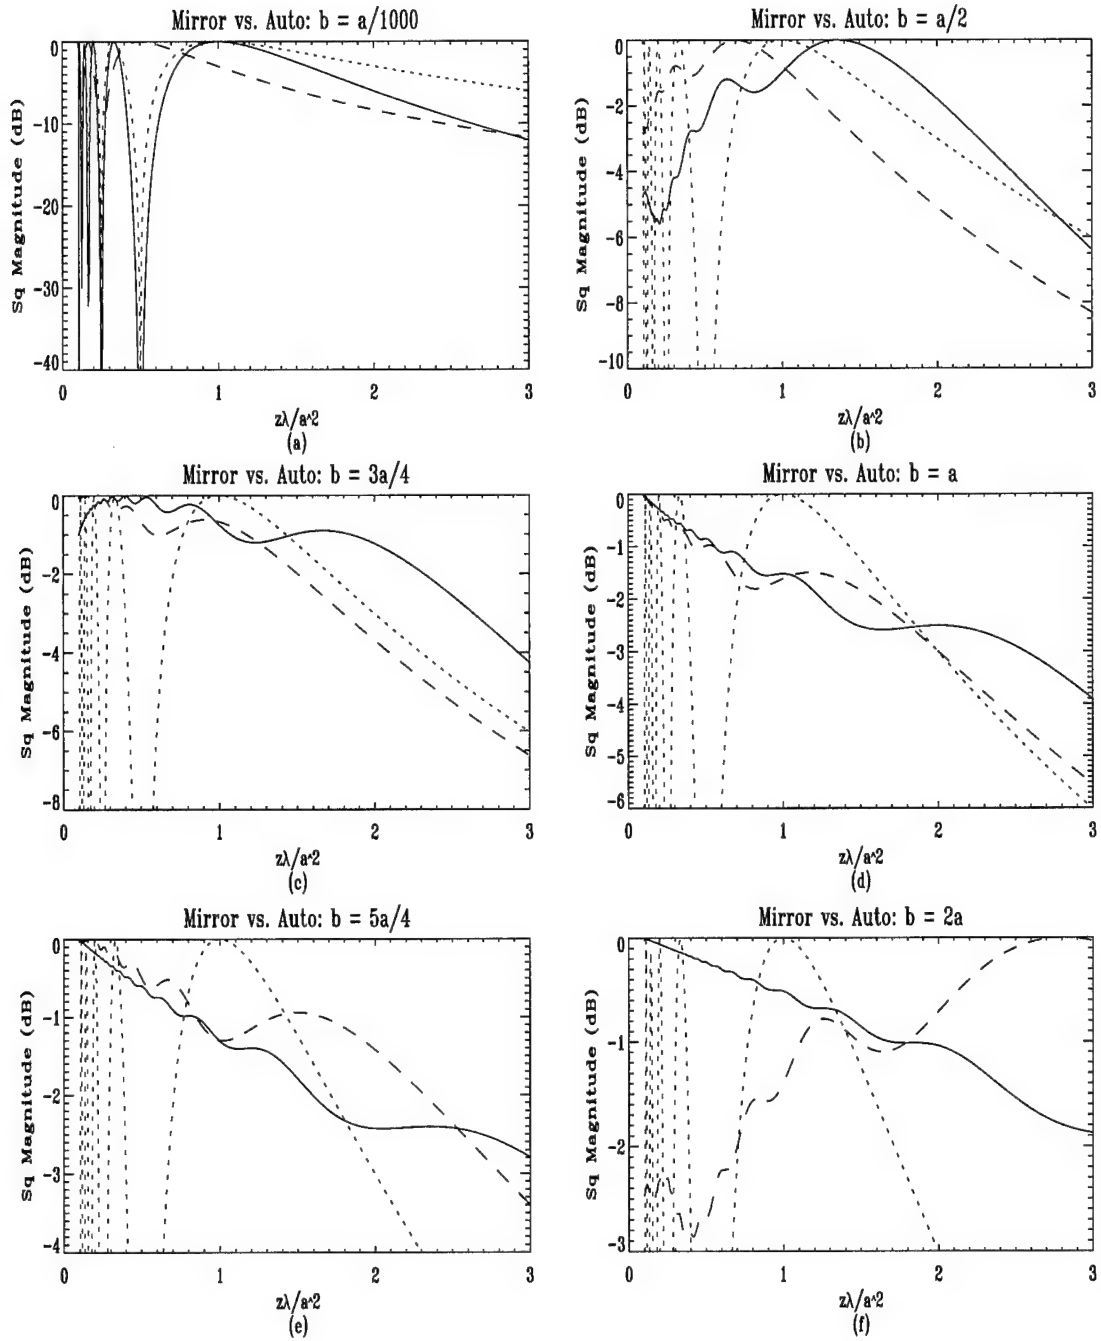 Mirror vs. Auto: b = a/1000
Sq Magnitude (dB)
0
-10
-20
-30
-40
0 1 2 3
zλ/a^2
(a)
Mirror vs. Auto: b = a/2
Sq Magnitude (dB)
0
-2
-4
-6
-8
-10
0 1 2 3
zλ/a^2
(b)
Mirror vs. Auto: b = 3a/4
Sq Magnitude (dB)
0
-2
-4
-6
-8
0 1 2 3
zλ/a^2
(c)
Mirror vs. Auto: b = a
Sq Magnitude (dB)
0
-1
-2
-3
-4
-5
-6
0 1 2 3
zλ/a^2
(d)
Mirror vs. Auto: b = 5a/4
Sq Magnitude (dB)
0
-1
-2
-3
-4
0 1 2 3
zλ/a^2
(e)
Mirror vs. Auto: b = 2a
Sq Magnitude (dB)
0
-1
-2
-3
0 1 2 3
zλ/a^2
(f)